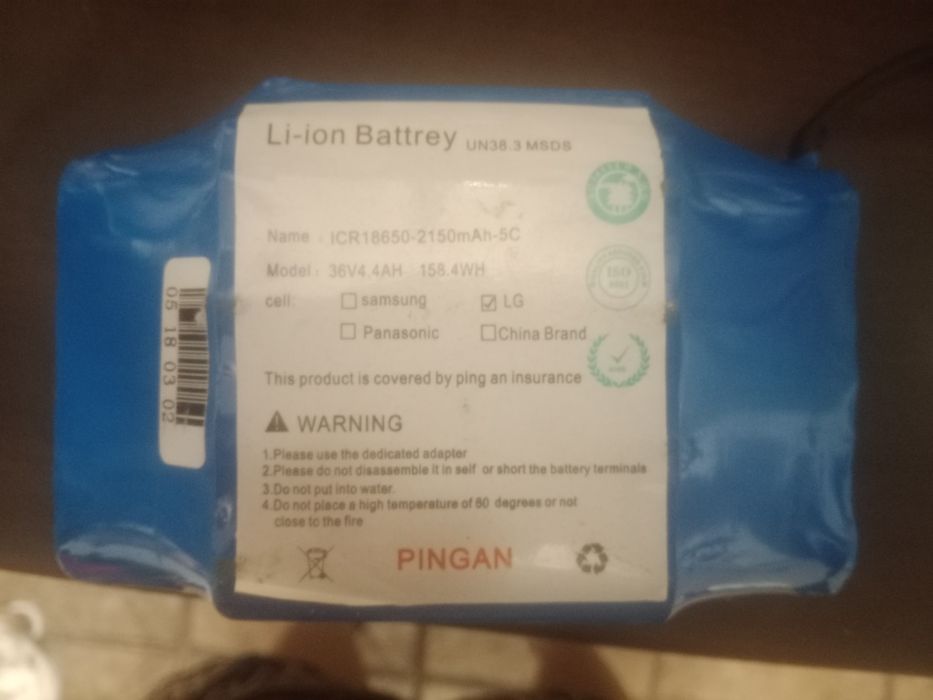 Li-ion Battrey UN38.3 MSDS
Name : ICR18650-2150mAh-5C
Model : 36V4.4AH 158.4WH
cell: samsung LG
Panasonic China Brand
ISO
This product is covered by ping an insurance
WARNING
1.Please use the dedicated adapter
2.Please do not disassemble it in self or short the battery terminals
3.Do not put into water.
4.Do not place a high temperature of 60 degrees or not
close to the fire
PINGAN
05 18 03 02